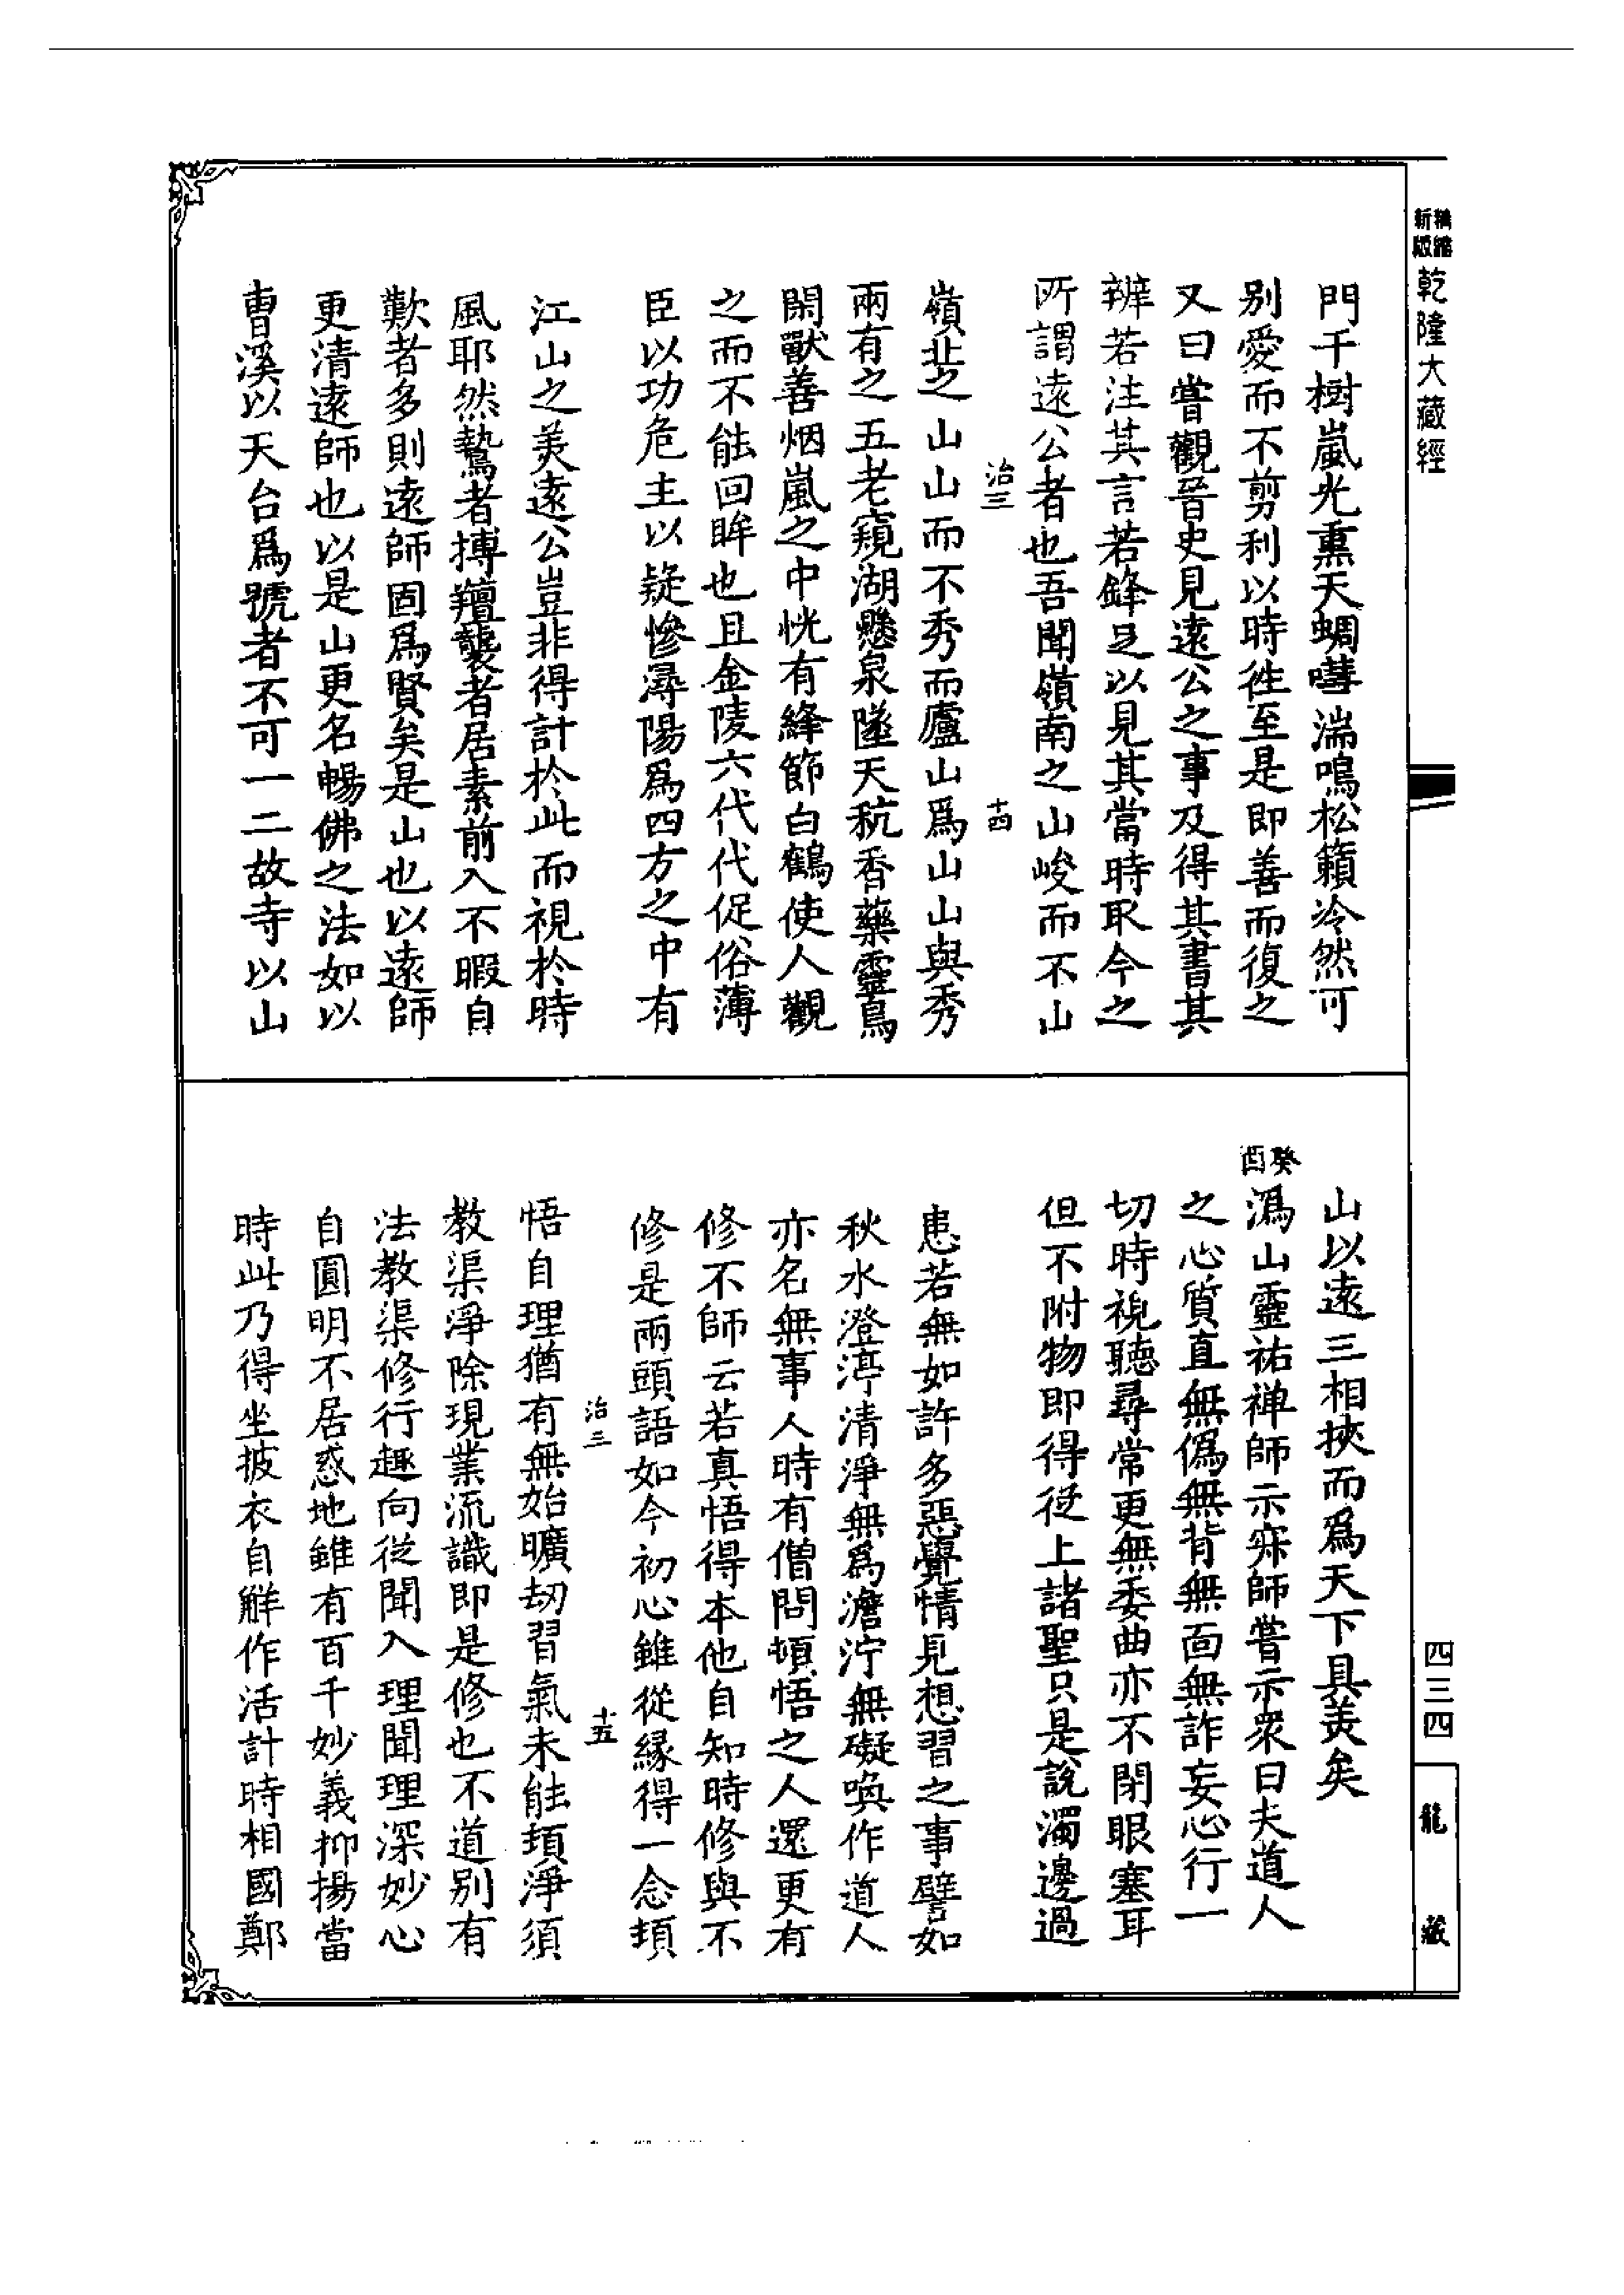 精縮
新版
乾隆大藏經
門千樹嵐光熏天蜩嘒湍鳴松籟冷然可
別愛而不剪利以時徃至是即善而復之
又曰嘗觀晉史見遠公之事及得其書其
辨若注其言若鋒足以見其當時取今之
所謂遠公者也吾聞嶺南之山峻而不山
治三
十四
嶺北之山山而不秀而廬山爲山山與秀
兩有之五老窺湖懸泉墜天秔香藥靈鳥
閑獸善烟嵐之中恍有絳節白鶴使人觀
之而不能回眸也且金陵六代代促俗薄
臣以功危主以疑慘潯陽爲四方之中有
江山之美遠公豈非得計於此而視於時
風耶然鷙者搏羶襲者居素前入不暇自
歎者多則遠師固爲賢矣是山也以遠師
更清遠師也以是山更名暢佛之法如以
曹溪以天台爲號者不可一二故寺以山
山以遠三相挾而爲天下具美矣
癸
酉
溈山靈祐禅師示寂師嘗示衆曰夫道人
之心質直無僞無背無面無詐妄心行一
切時視聽尋常更無委曲亦不閉眼塞耳
但不附物即得從上諸聖只是說濁邊過
患若無如許多惡覺情見想習之事譬如
秋水澄渟清淨無爲澹泞無礙喚作道人
亦名無事人時有僧問頓悟之人還更有
修不師云若真悟得本他自知時修與不
修是兩頭語如今初心雖從緣得一念頓
治三
十五
悟自理猶有無始曠劫習氣未能頓淨須
教渠淨除現業流識即是修也不道別有
法教渠修行趣向從聞入理聞理深妙心
自圓明不居惑地雖有百千妙義抑揚當
時此乃得坐披衣自解作活計時相國鄭
四三四
龍
藏